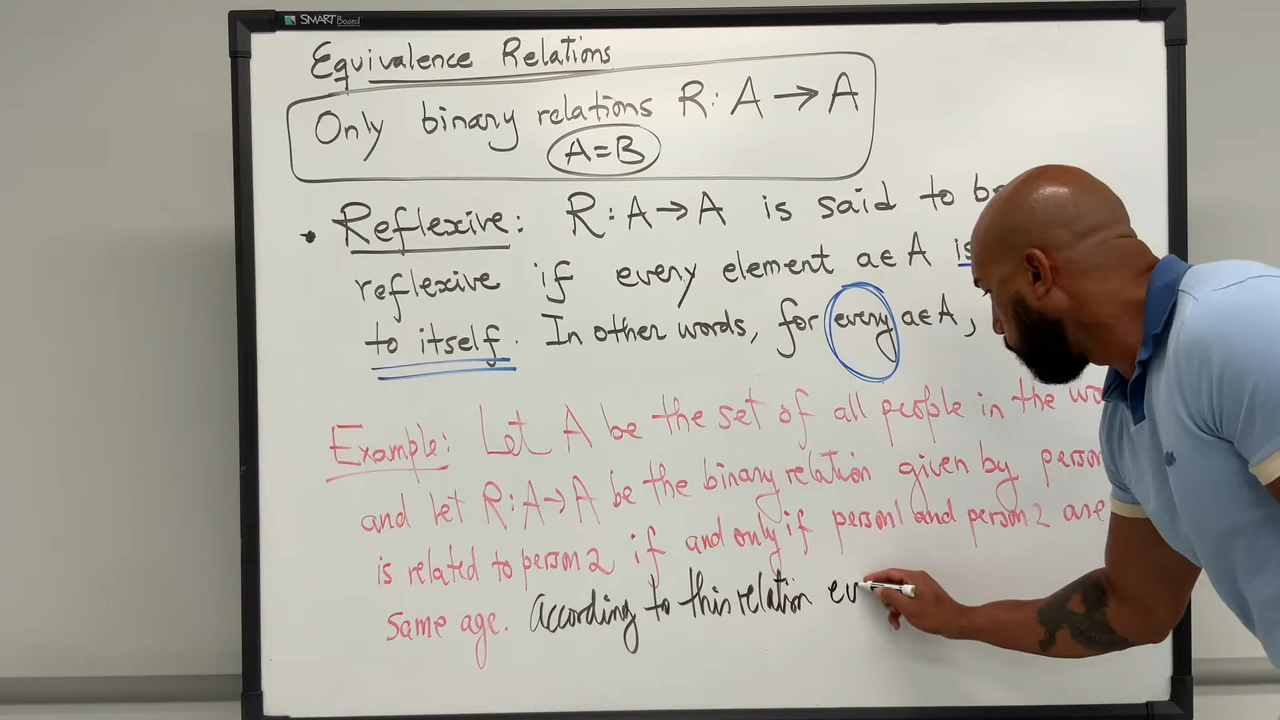 SMART Board
Equivalence Relations
Only binary relations R: A → A
A=B
• Reflexive: R: A→A is said to be
reflexive if every element a∈A is
to itself. In other words, for every a∈A,
Example: Let A be the set of all people in the wo
and let R: A→A be the binary relation given by person
is related to person 2 if and only if person1 and person 2 are
same age. According to this relation ev